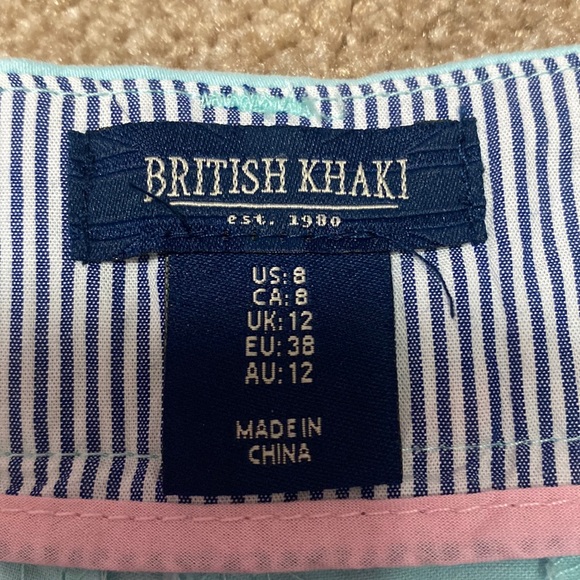 BRITISH KHAKI
est. 1980
US: 8
CA: 8
UK: 12
EU: 38
AU: 12
MADE IN
CHINA